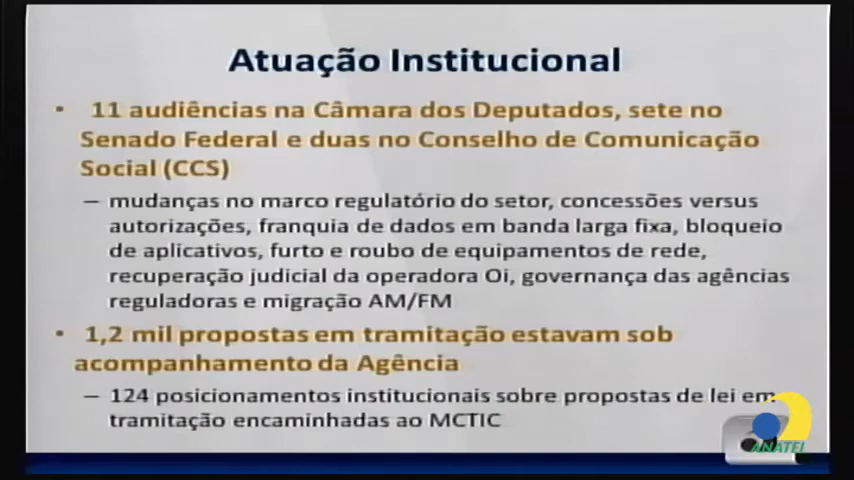 Atuação Institucional
• 11 audiências na Câmara dos Deputados, sete no
Senado Federal e duas no Conselho de Comunicação
Social (CCS)
– mudanças no marco regulatório do setor, concessões versus
autorizações, franquia de dados em banda larga fixa, bloqueio
de aplicativos, furto e roubo de equipamentos de rede,
recuperação judicial da operadora Oi, governança das agências
reguladoras e migração AM/FM
• 1,2 mil propostas em tramitação estavam sob
acompanhamento da Agência
– 124 posicionamentos institucionais sobre propostas de lei em
tramitação encaminhadas ao MCTIC
ANATEL